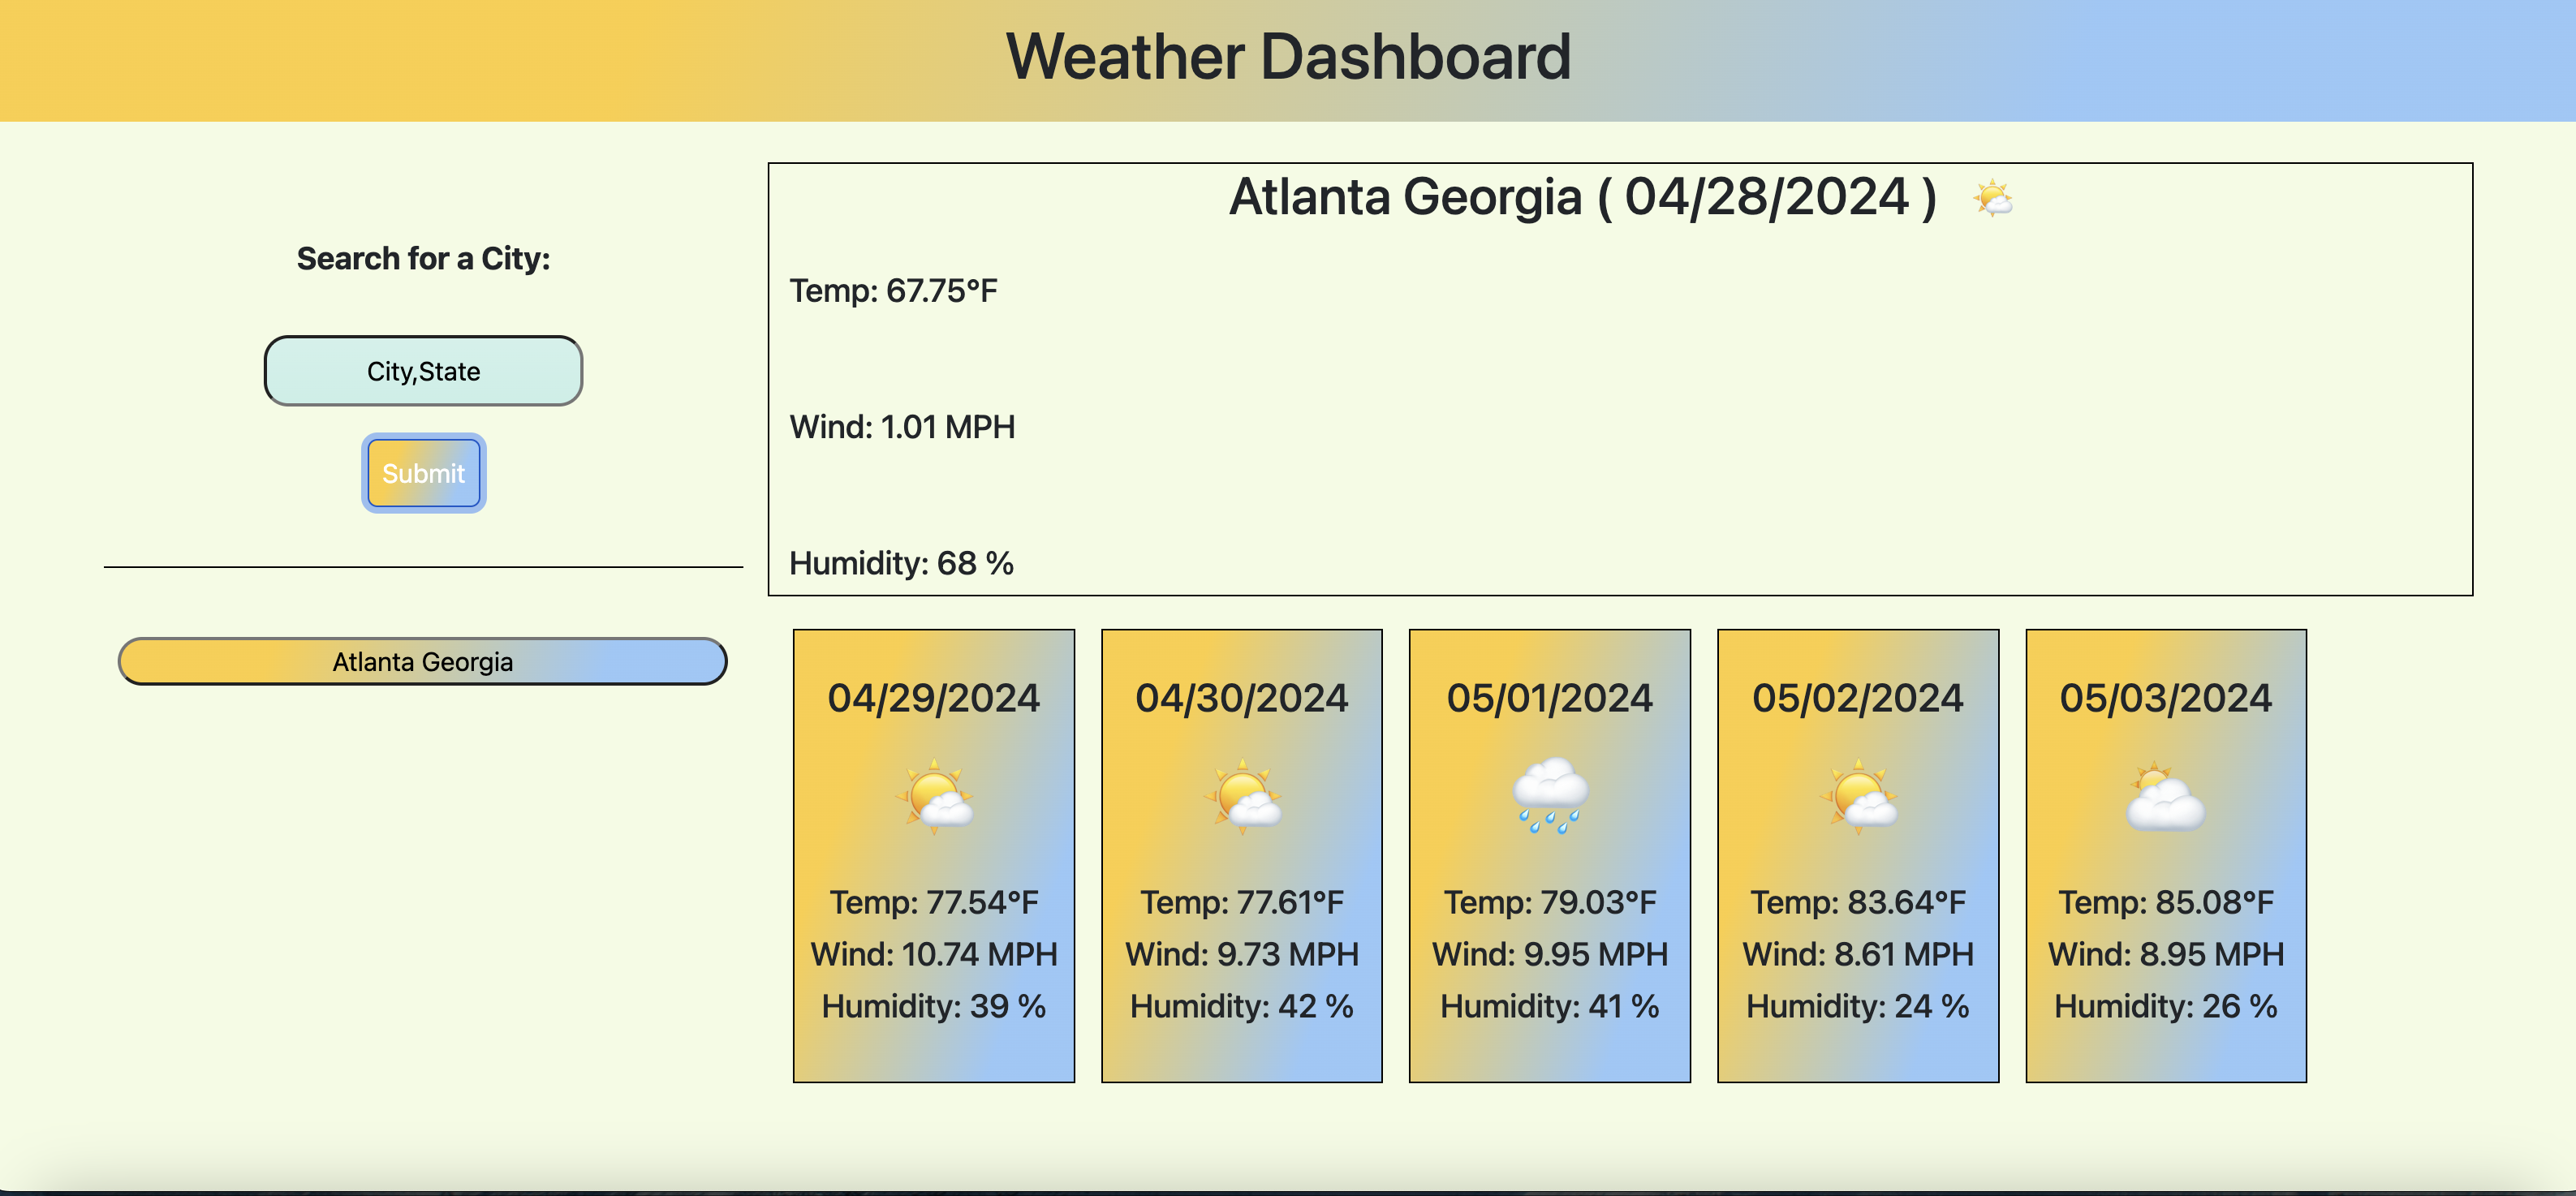 Weather Dashboard
Search for a City:
City,State
Submit
Atlanta Georgia
Atlanta Georgia ( 04/28/2024 )
Temp: 67.75°F
Wind: 1.01 MPH
Humidity: 68 %
04/29/2024
Temp: 77.54°F
Wind: 10.74 MPH
Humidity: 39 %
04/30/2024
Temp: 77.61°F
Wind: 9.73 MPH
Humidity: 42 %
05/01/2024
Temp: 79.03°F
Wind: 9.95 MPH
Humidity: 41 %
05/02/2024
Temp: 83.64°F
Wind: 8.61 MPH
Humidity: 24 %
05/03/2024
Temp: 85.08°F
Wind: 8.95 MPH
Humidity: 26 %